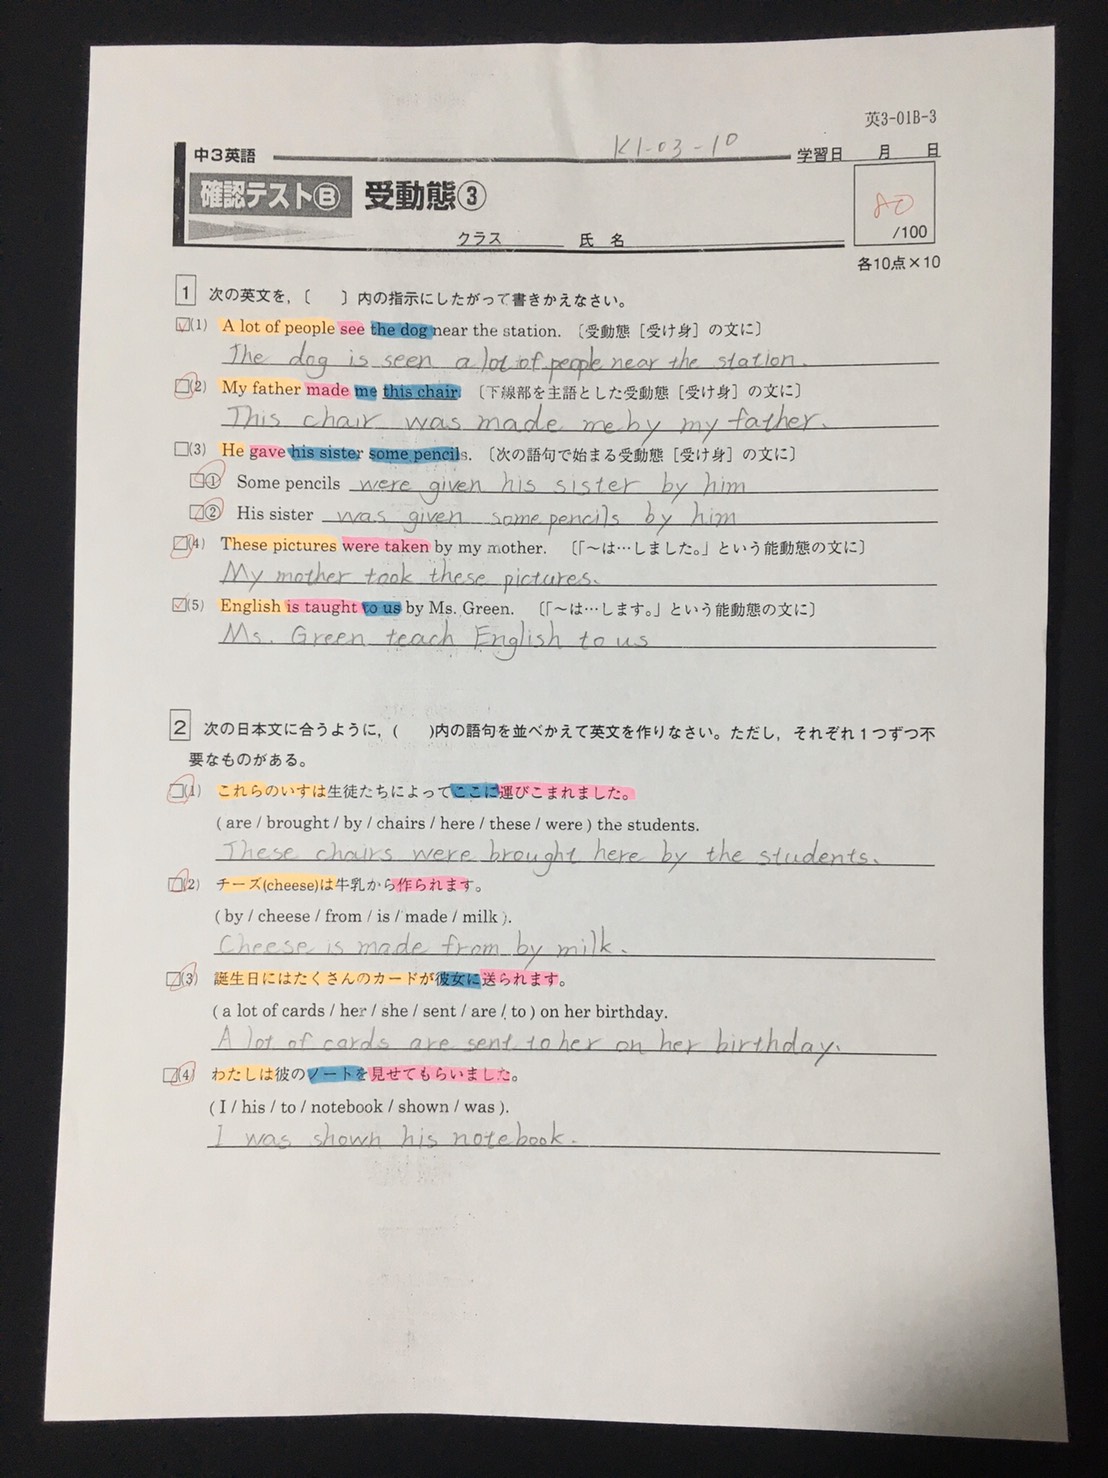 英3-01B-3
中3英語 K1-03-10 学習日 月 日
確認テストⒷ 受動態③ 80
/100
クラス 氏名
各10点×10
1 次の英文を,〔 〕内の指示にしたがって書きかえなさい。
□(1) A lot of people see the dog near the station. 〔受動態［受け身］の文に〕
The dog is seen a lot of people near the station.
□(2) My father made me this chair. 〔下線部を主語とした受動態［受け身］の文に〕
This chair was made me by my father.
□(3) He gave his sister some pencils. 〔次の語句で始まる受動態［受け身］の文に〕
□① Some pencils were given his sister by him
□② His sister was given some pencils by him
□(4) These pictures were taken by my mother. 〔「～は…しました。」という能動態の文に〕
My mother took these pictures.
□(5) English is taught to us by Ms. Green. 〔「～は…します。」という能動態の文に〕
Ms. Green teach English to us
2 次の日本文に合うように,( )内の語句を並べかえて英文を作りなさい。ただし, それぞれ1つずつ不
要なものがある。
□(1) これらのいすは生徒たちによってここに運びこまれました。
( are / brought / by / chairs / here / these / were ) the students.
These chairs were brought here by the students.
□(2) チーズ(cheese)は牛乳から作られます。
( by / cheese / from / is / made / milk ).
Cheese is made from by milk.
□(3) 誕生日にはたくさんのカードが彼女に送られます。
( a lot of cards / her / she / sent / are / to ) on her birthday.
A lot of cards are sent to her on her birthday.
□(4) わたしは彼のノートを見せてもらいました。
( I / his / to / notebook / shown / was ).
I was shown his notebook.